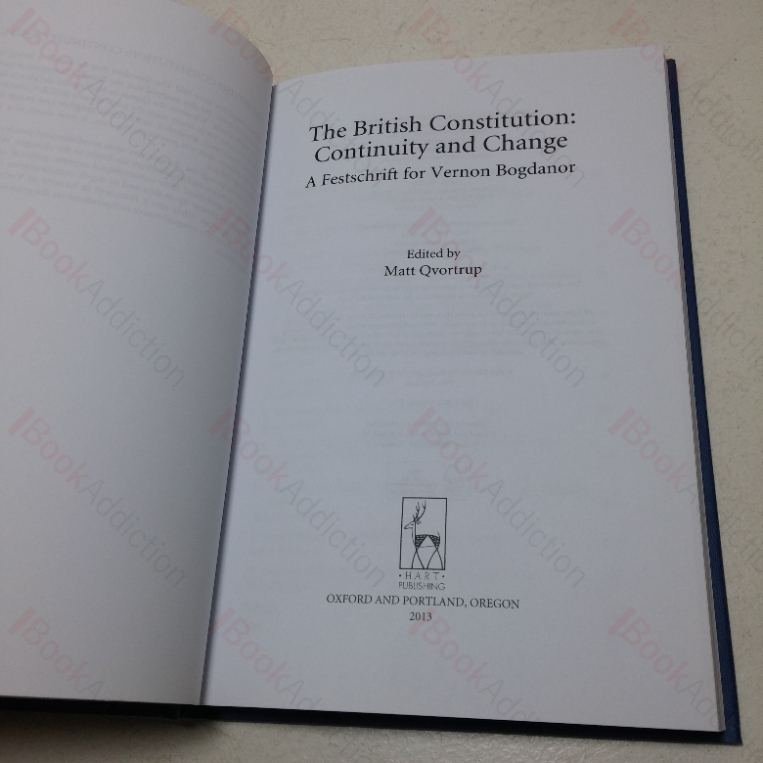 The British Constitution:
Continuity and Change
A Festschrift for Vernon Bogdanor
Edited by
Matt Qvortrup
· HART ·
PUBLISHING
OXFORD AND PORTLAND, OREGON
2013
BookAddiction